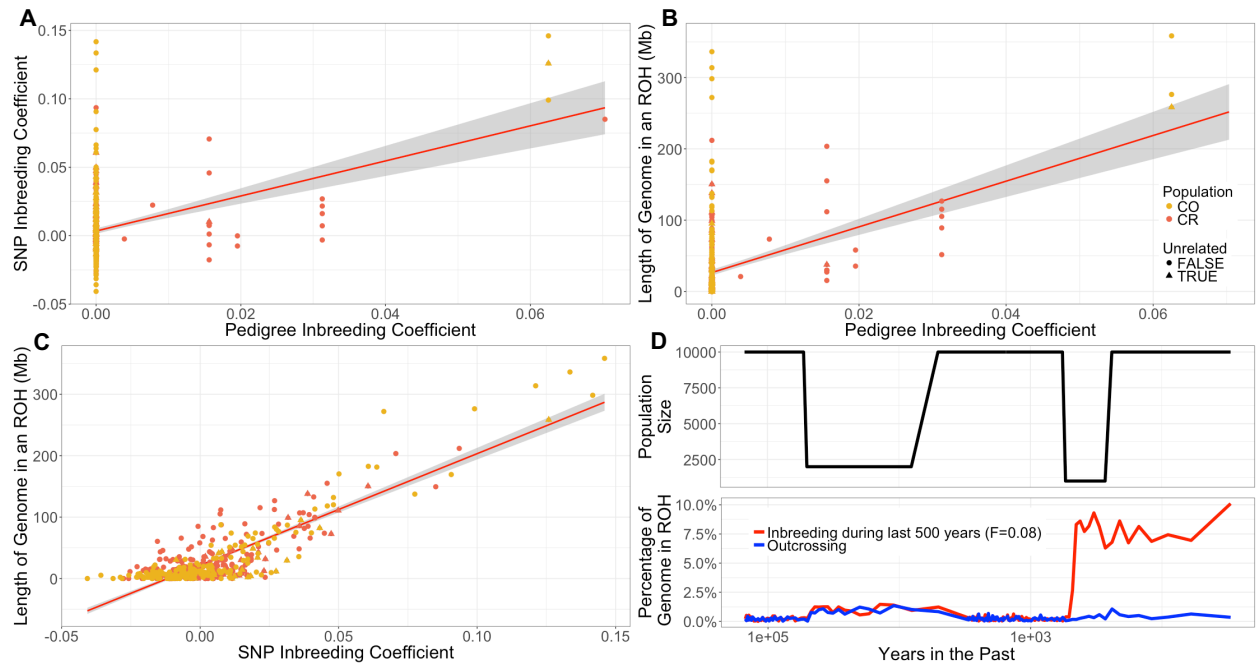 A
SNP Inbreeding Coefficient
0.15
0.10
0.05
0.00
-0.05
0.00
0.02
0.04
0.06
Pedigree Inbreeding Coefficient
B
Length of Genome in an ROH (Mb)
300
200
100
0
0.00
0.02
0.04
0.06
Pedigree Inbreeding Coefficient
Population
CO
CR
Unrelated
FALSE
TRUE
C
Length of Genome in an ROH (Mb)
300
200
100
0
-0.05
0.00
0.05
0.10
0.15
SNP Inbreeding Coefficient
D
Population
Size
10000
7500
5000
2500
Percentage of
Genome in ROH
10.0%
7.5%
5.0%
2.5%
0.0%
Inbreeding during last 500 years (F=0.08)
Outcrossing
1e+05
1e+03
Years in the Past